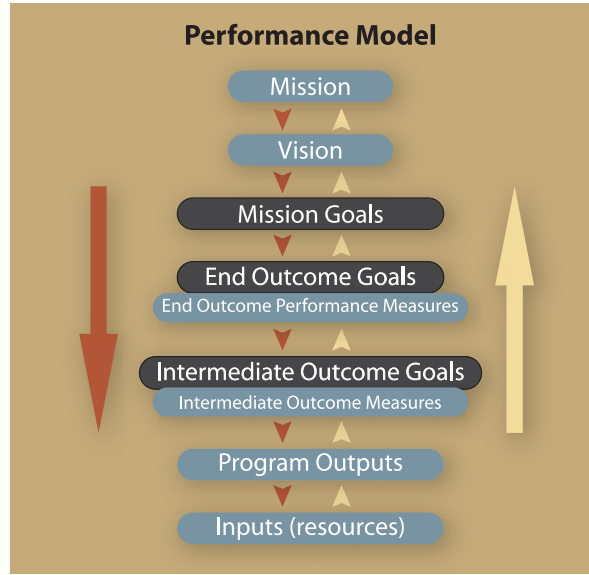 Performance Model
Mission
Vision
Mission Goals
End Outcome Goals
End Outcome Performance Measures
Intermediate Outcome Goals
Intermediate Outcome Measures
Program Outputs
Inputs (resources)